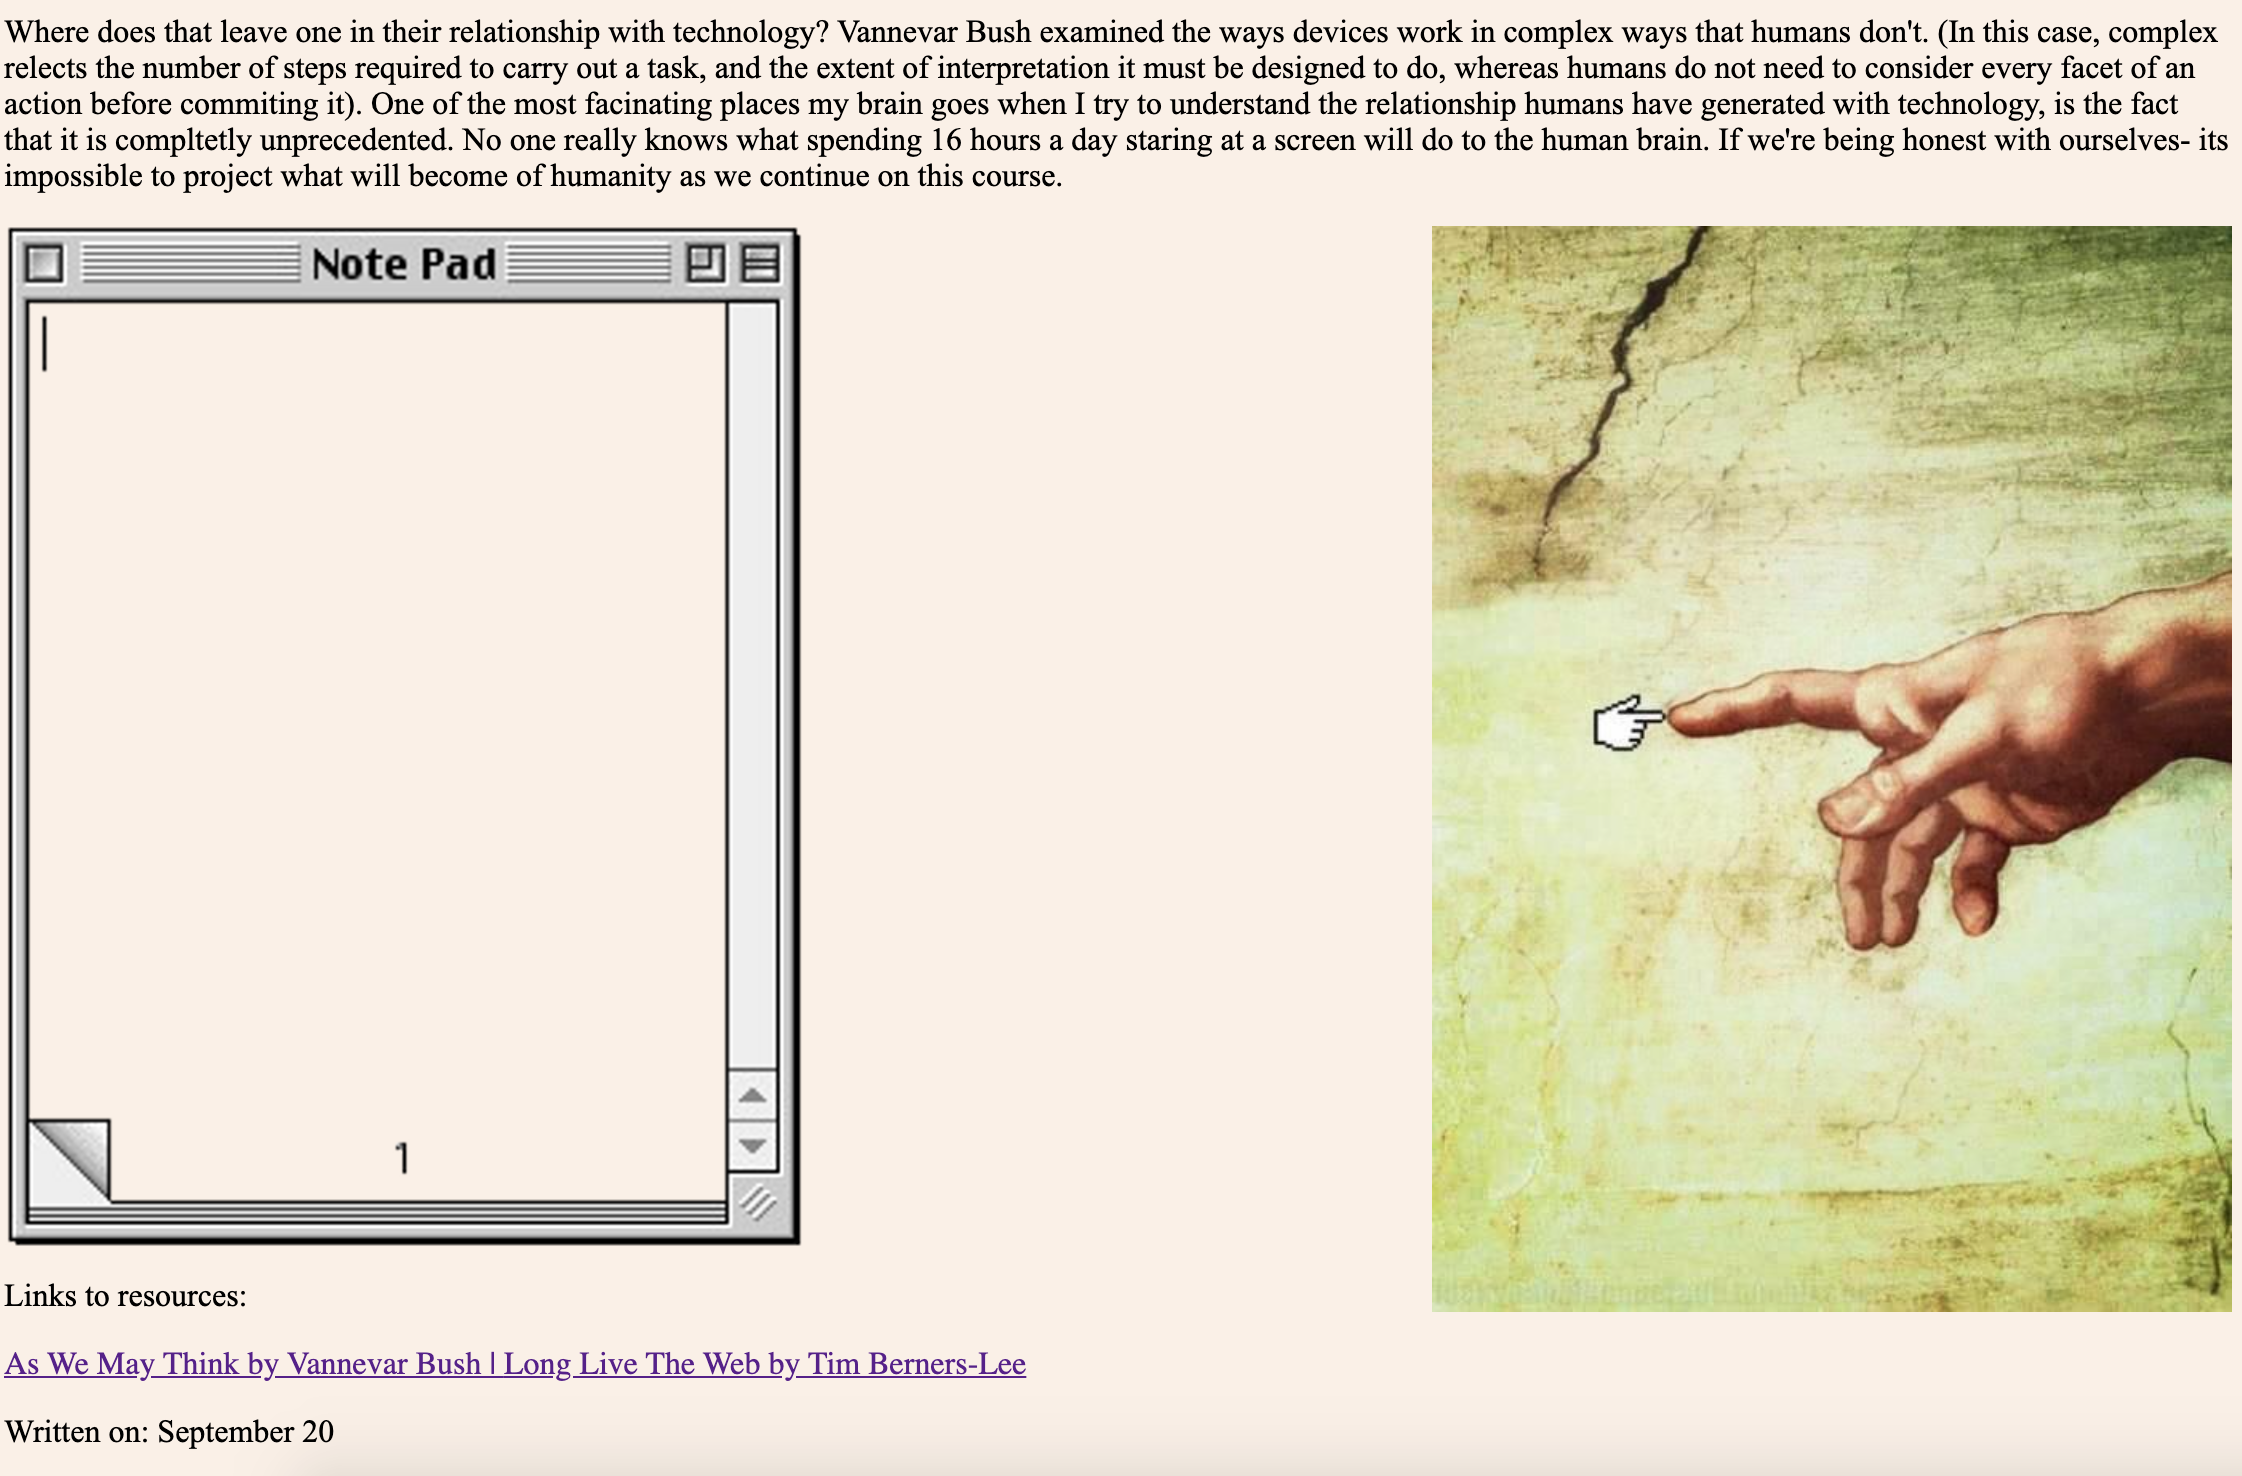 Where does that leave one in their relationship with technology? Vannevar Bush examined the ways devices work in complex ways that humans don't. (In this case, complex
relects the number of steps required to carry out a task, and the extent of interpretation it must be designed to do, whereas humans do not need to consider every facet of an
action before commiting it). One of the most facinating places my brain goes when I try to understand the relationship humans have generated with technology, is the fact
that it is compltetly unprecedented. No one really knows what spending 16 hours a day staring at a screen will do to the human brain. If we're being honest with ourselves- its
impossible to project what will become of humanity as we continue on this course.
Note Pad
1
Links to resources:
As We May Think by Vannevar Bush | Long Live The Web by Tim Berners-Lee
Written on: September 20